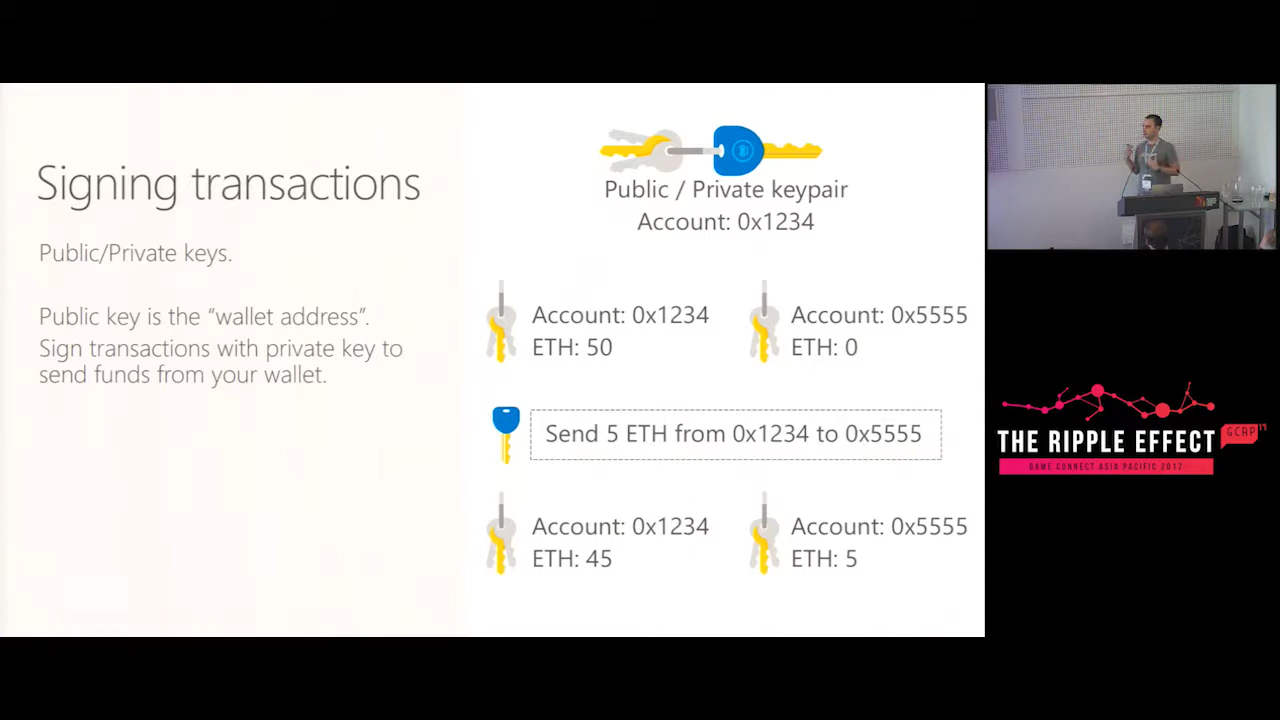 Signing transactions
Public/Private keys.
Public key is the “wallet address”.
Sign transactions with private key to
send funds from your wallet.
Public / Private keypair
Account: 0x1234
Account: 0x1234
ETH: 50
Account: 0x5555
ETH: 0
Send 5 ETH from 0x1234 to 0x5555
Account: 0x1234
ETH: 45
Account: 0x5555
ETH: 5
THE RIPPLE EFFECT
GCAP17
GAME CONNECT ASIA PACIFIC 2017